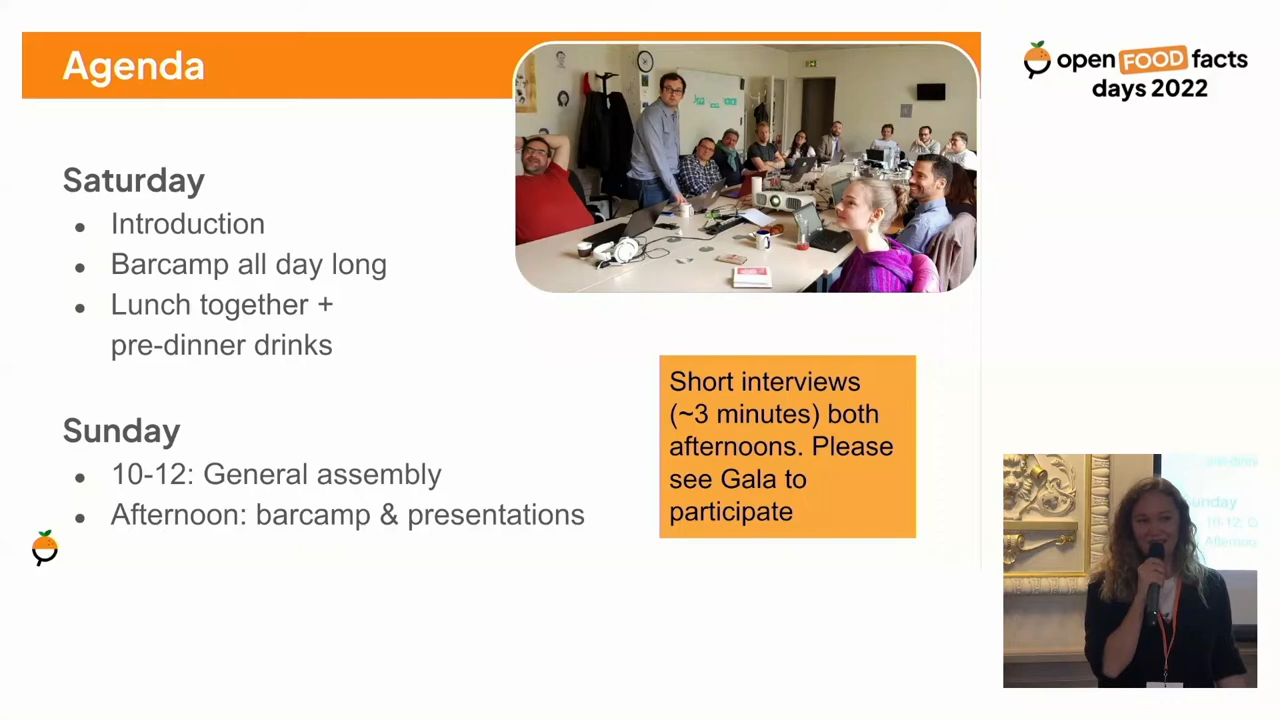 Agenda
open FOOD facts
days 2022
Saturday
● Introduction
● Barcamp all day long
● Lunch together +
pre-dinner drinks
Sunday
● 10-12: General assembly
● Afternoon: barcamp & presentations
Short interviews
(~3 minutes) both
afternoons. Please
see Gala to
participate